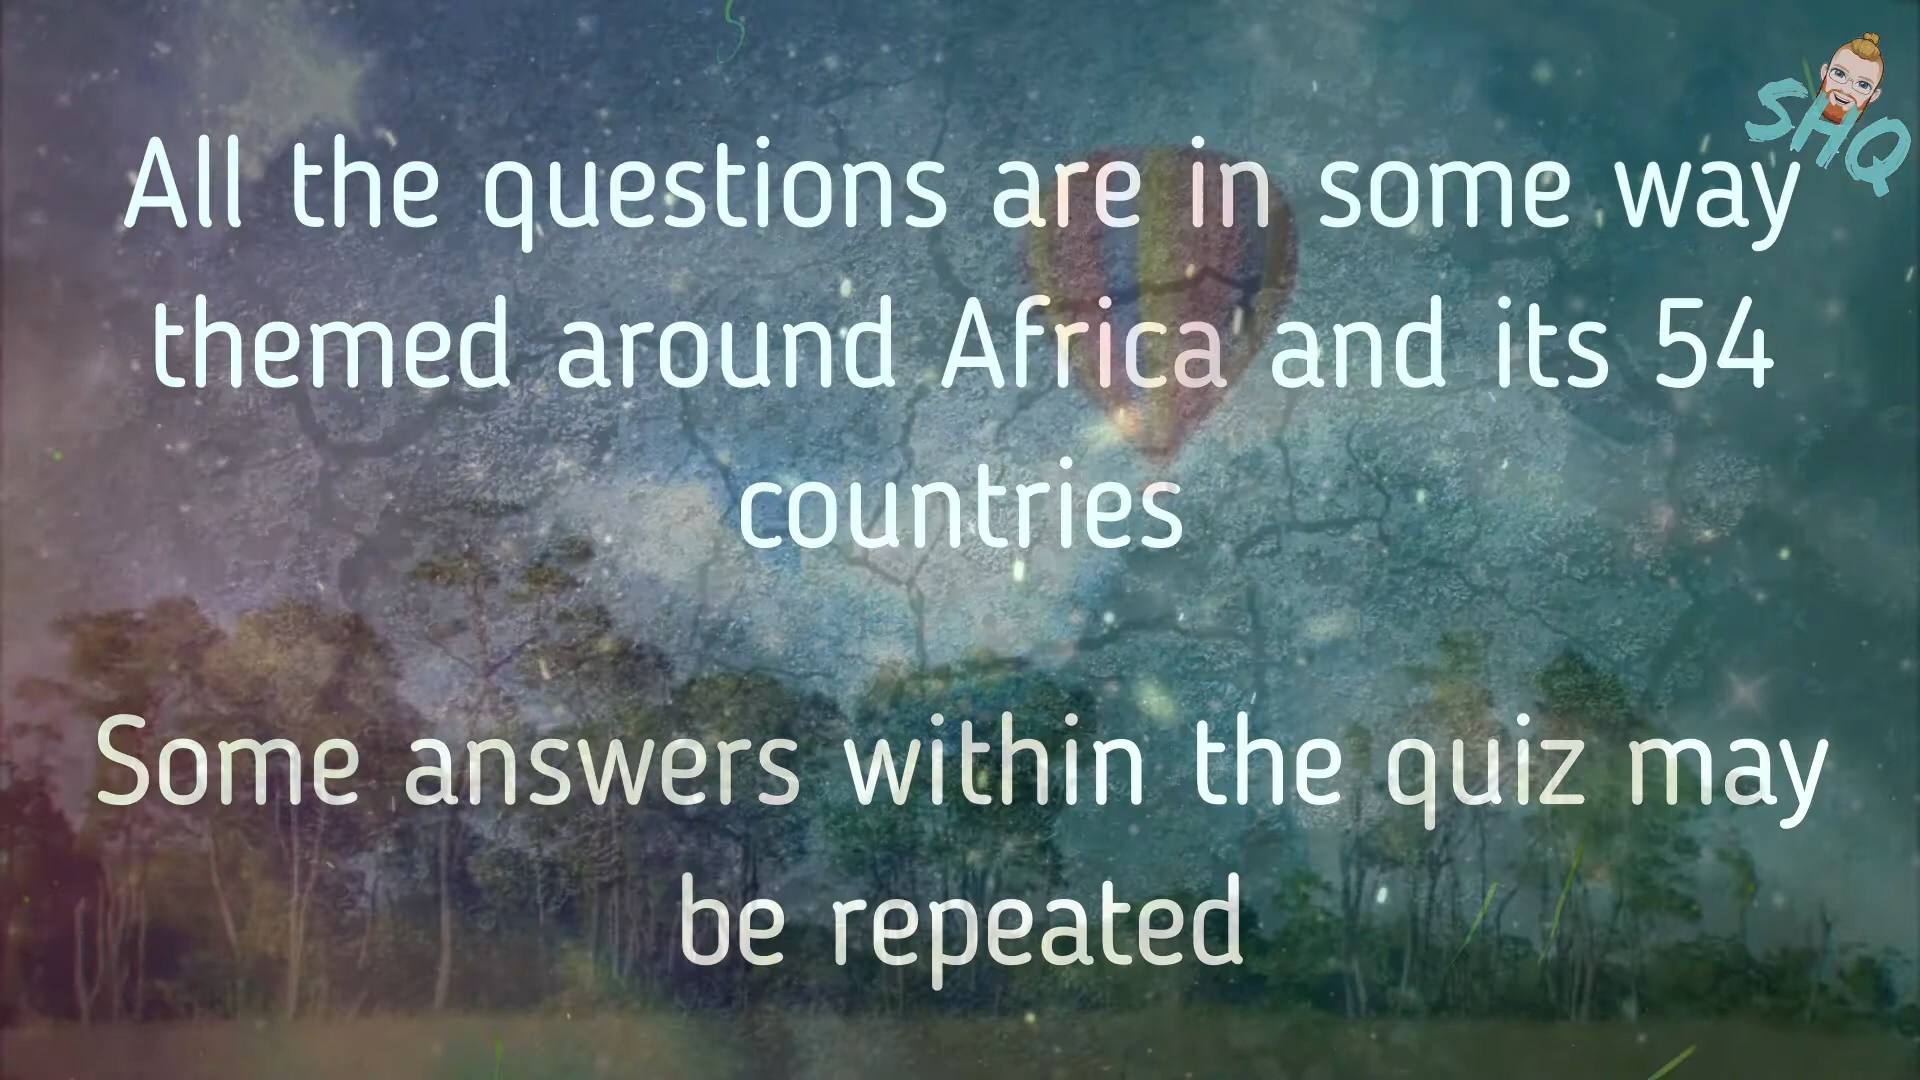 SHQ
All the questions are in some way
themed around Africa and its 54
countries
Some answers within the quiz may
be repeated